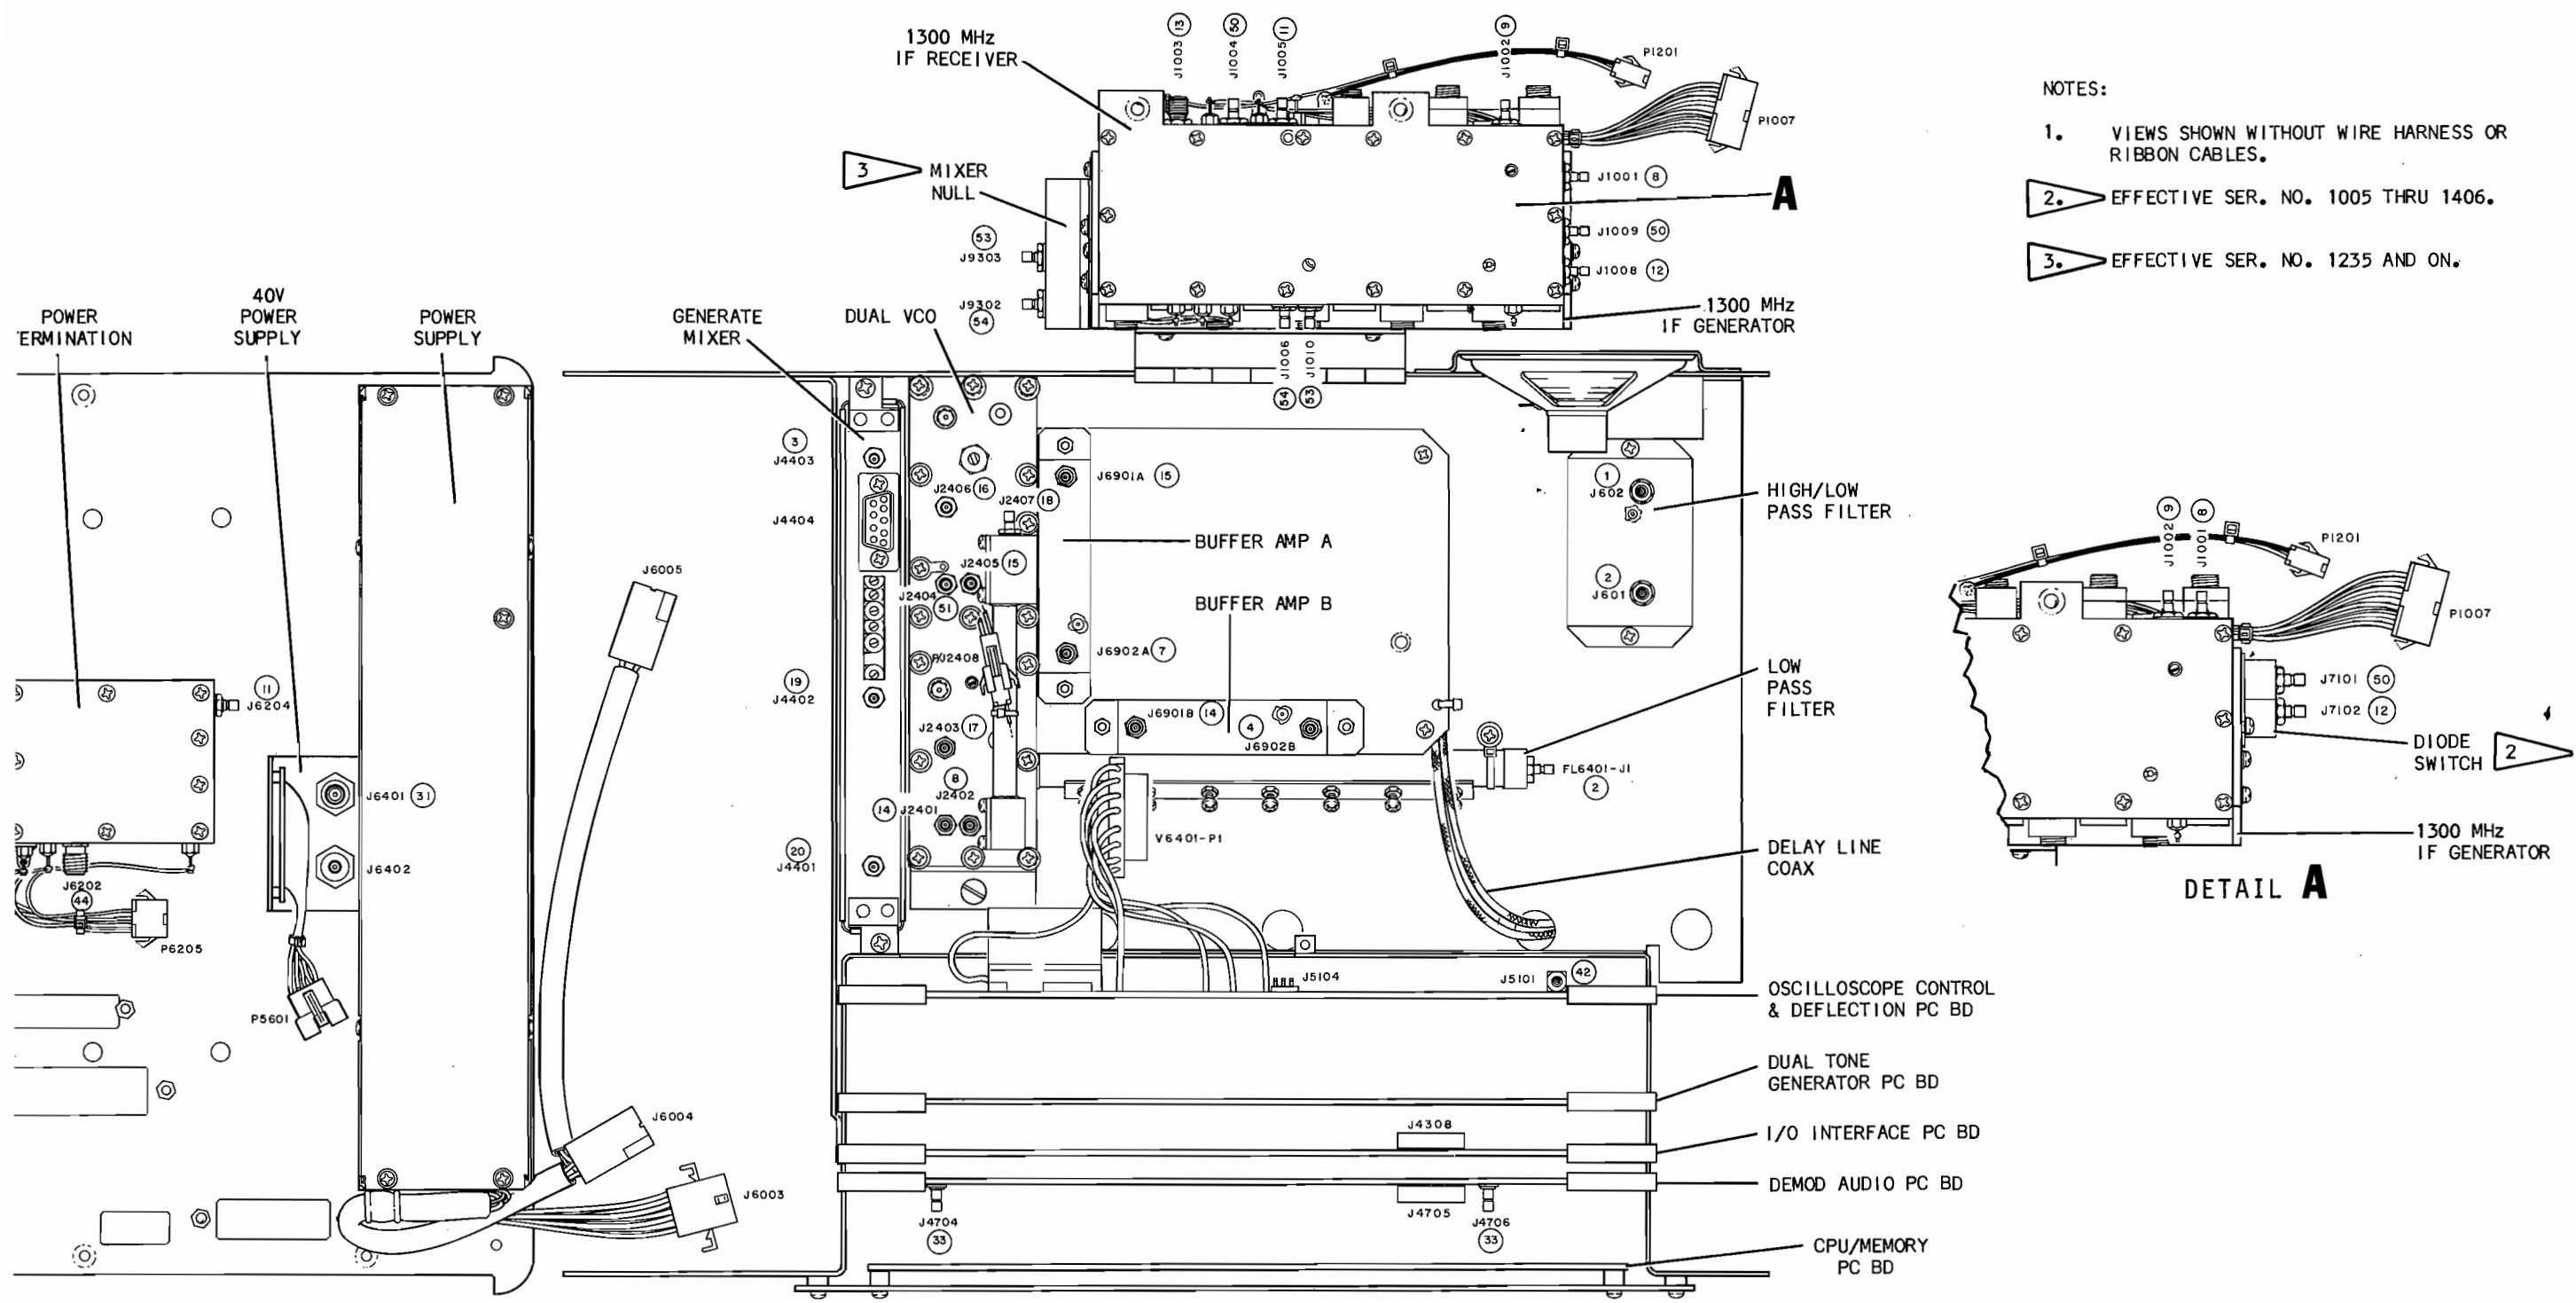 1300 MHz
IF RECEIVER
J1003 13
J1004 50
J1005 11
J1002 9
P1201
P1007
3
MIXER
NULL
53
J9303
J9302
54
J1001 8
A
J1009 50
J1008 12
1300 MHz
IF GENERATOR
J1006
54
J1010
53
NOTES:
1. VIEWS SHOWN WITHOUT WIRE HARNESS OR
RIBBON CABLES.
2. EFFECTIVE SER. NO. 1005 THRU 1406.
3. EFFECTIVE SER. NO. 1235 AND ON.
POWER
ERMINATION
40V
POWER
SUPPLY
POWER
SUPPLY
GENERATE
MIXER
DUAL VCO
11
J6204
J6401 31
J6402
J6202
44
P6205
P5601
J6005
J6004
J6003
3
J4403
J4404
19
J4402
20
J4401
J2406 16
J2407 18
J2405 15
J2404
51
P/J2408
J2403 17
8
J2402
14 J2401
J6901A 15
BUFFER AMP A
BUFFER AMP B
J6902A 7
J6901B 14
4
J6902B
V6401-P1
1
J602
2
J601
HIGH/LOW
PASS FILTER
LOW
PASS
FILTER
FL6401-J1
2
DELAY LINE
COAX
J5104
J5101 42
OSCILLOSCOPE CONTROL
& DEFLECTION PC BD
DUAL TONE
GENERATOR PC BD
J4308
I/O INTERFACE PC BD
DEMOD AUDIO PC BD
J4704
33
J4705
J4706
33
CPU/MEMORY
PC BD
J1002 9
J1001 8
P1201
P1007
J7101 50
J7102 12
DIODE
SWITCH
2
1300 MHz
IF GENERATOR
DETAIL A